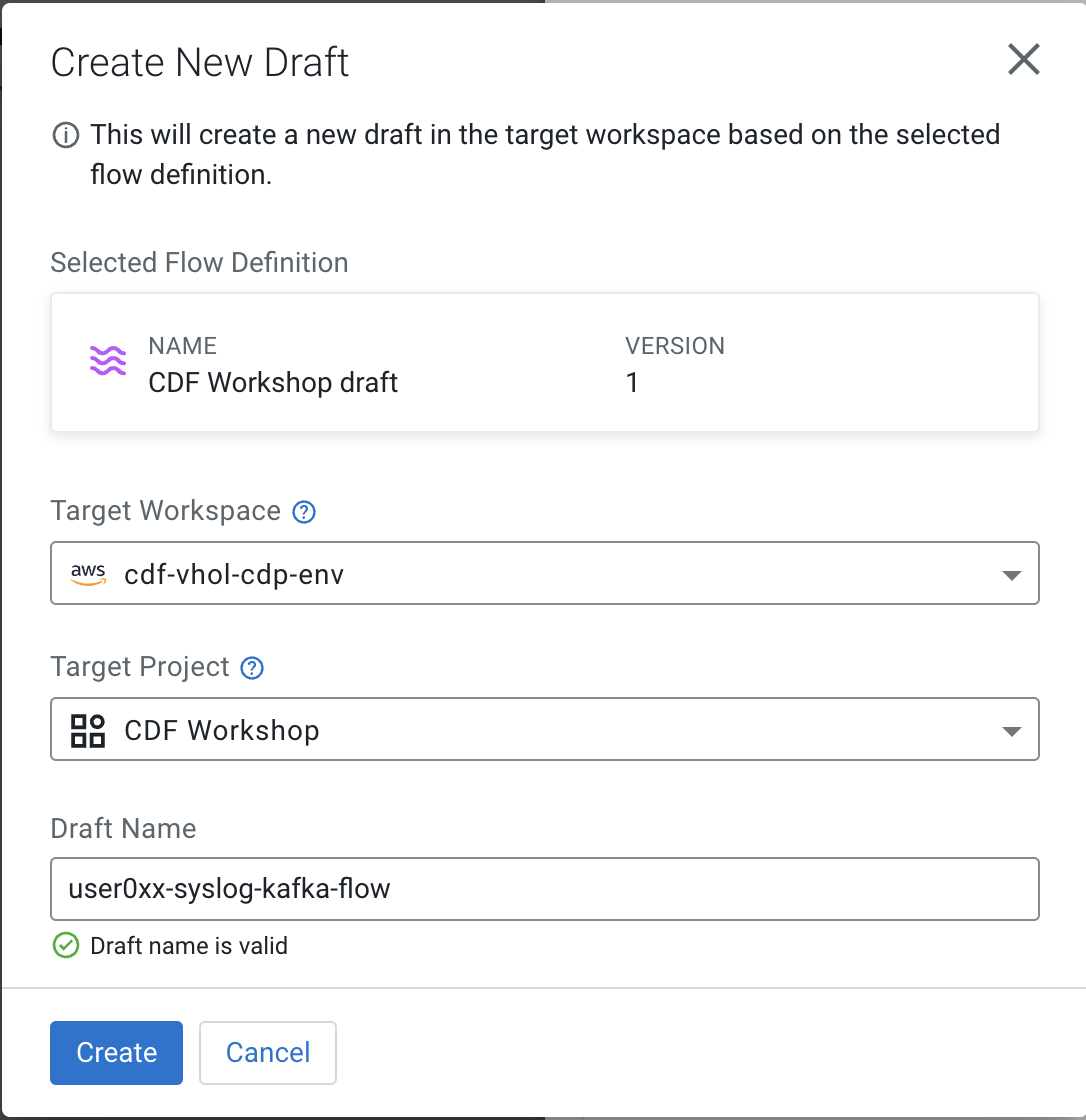 Create New Draft
This will create a new draft in the target workspace based on the selected
flow definition.
Selected Flow Definition
NAME
CDF Workshop draft
VERSION
1
Target Workspace ?
aws cdf-vhol-cdp-env
Target Project ?
CDF Workshop
Draft Name
user0xx-syslog-kafka-flow
Draft name is valid
Create Cancel